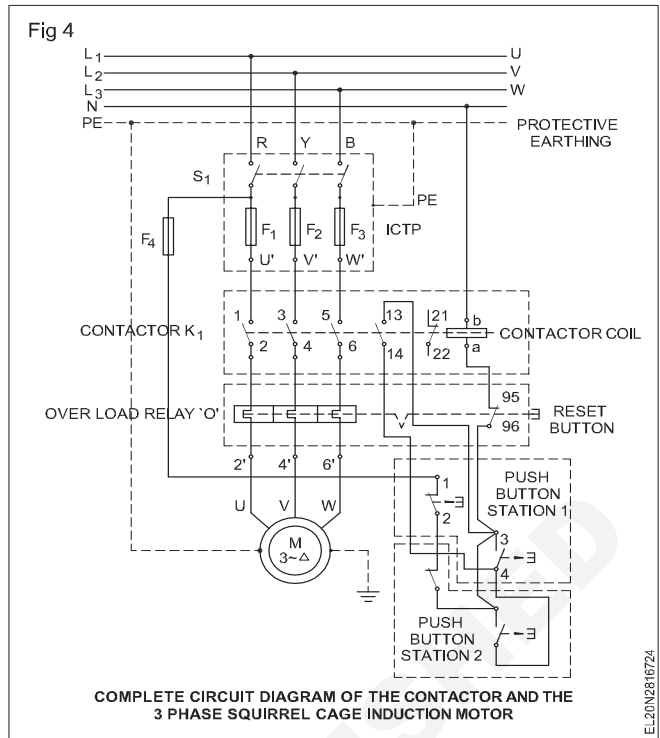 Fig 4
L1 U
L2 V
L3 W
N
PE PROTECTIVE
EARTHING
R Y B
S1
PE
F4 F1 F2 F3 ICTP
U' V' W'
1 3 5 13 21 b
CONTACTOR K1 CONTACTOR COIL
2 4 6 14 22 a
95
OVER LOAD RELAY `O' RESET
BUTTON
96
2' 4' 6'
1 PUSH
BUTTON
STATION 1
U V W
2
M
3~△
3
4
PUSH
BUTTON
STATION 2
COMPLETE CIRCUIT DIAGRAM OF THE CONTACTOR AND THE
3 PHASE SQUIRREL CAGE INDUCTION MOTOR
EL20N2816724